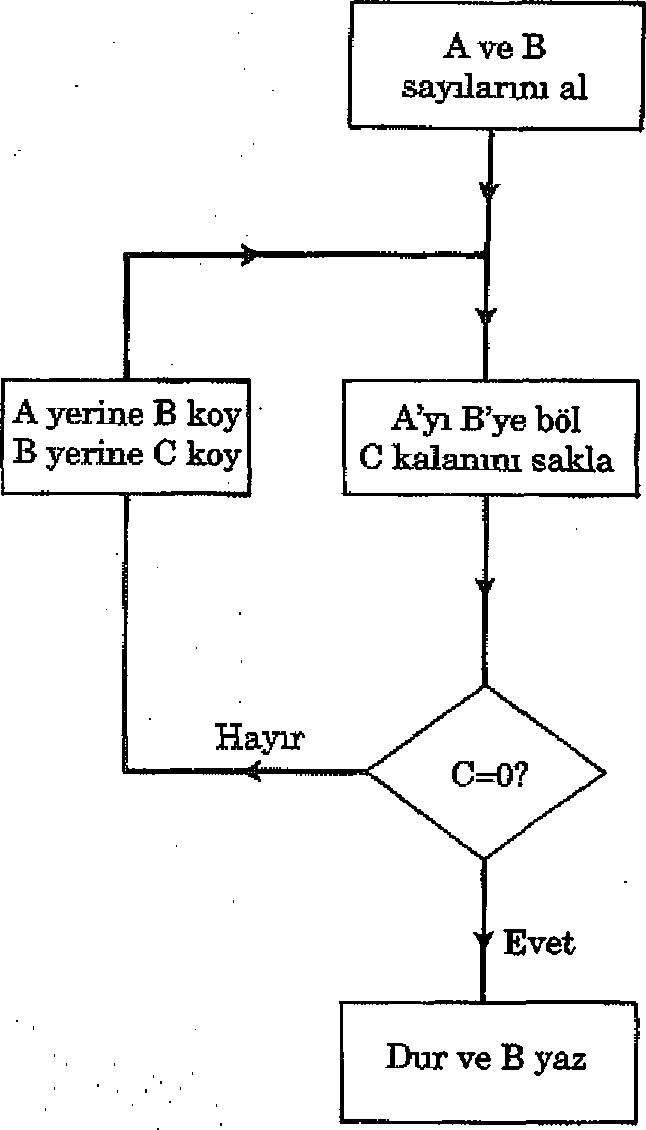 A ve B
sayılarını al
A yerine B koy
B yerine C koy
A'yı B'ye böl
C kalanını sakla
Hayır
C=0?
Evet
Dur ve B yaz